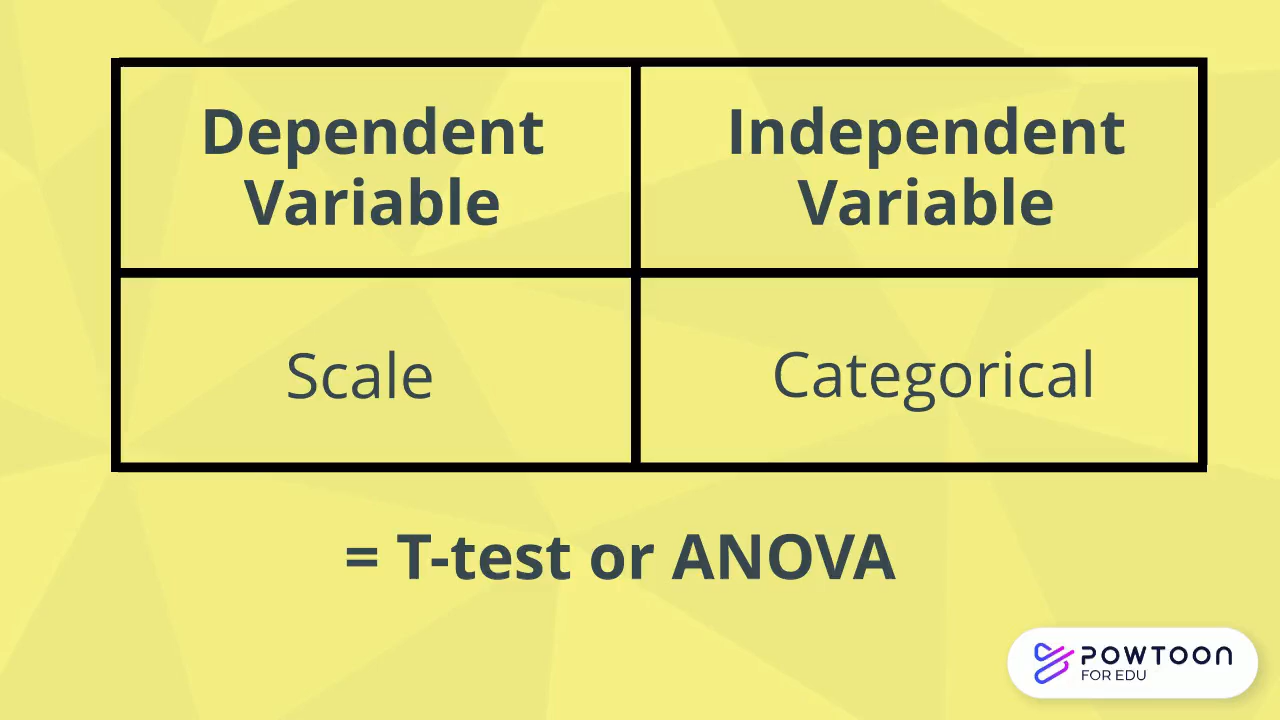 Dependent
Variable
Independent
Variable
Scale
Categorical
= T-test or ANOVA
POWTOON
FOR EDU